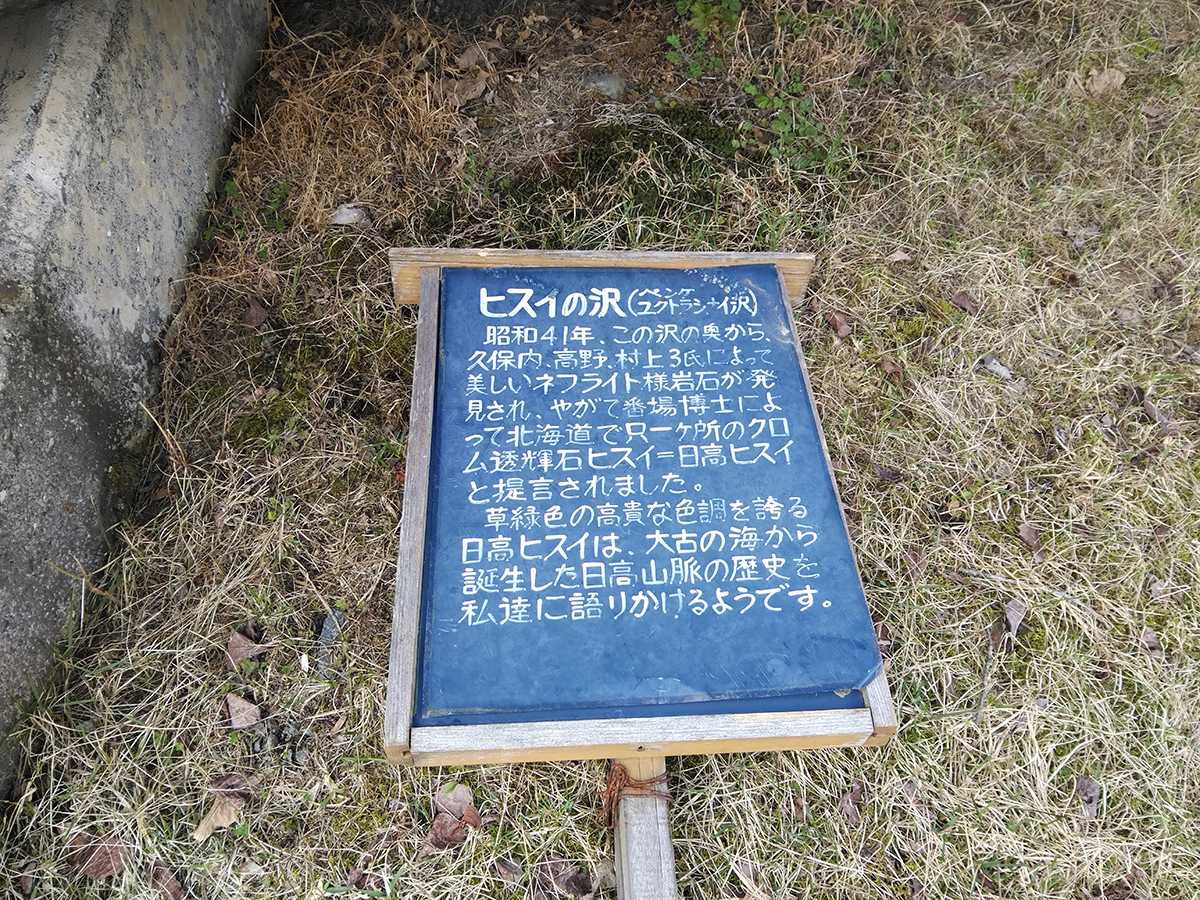 ヒスイの沢(ペンケユクトラシナイ沢)
昭和41年、この沢の奥から、
久保内、高野、村上3氏によって
美しいネフライト様岩石が発
見され、やがて番場博士によ
って北海道で只一ケ所のクロ
ム透輝石ヒスイ=日高ヒスイ
と提言されました。
草緑色の高貴な色調を誇る
日高ヒスイは、太古の海から
誕生した日高山脈の歴史を
私達に語りかけるようです。